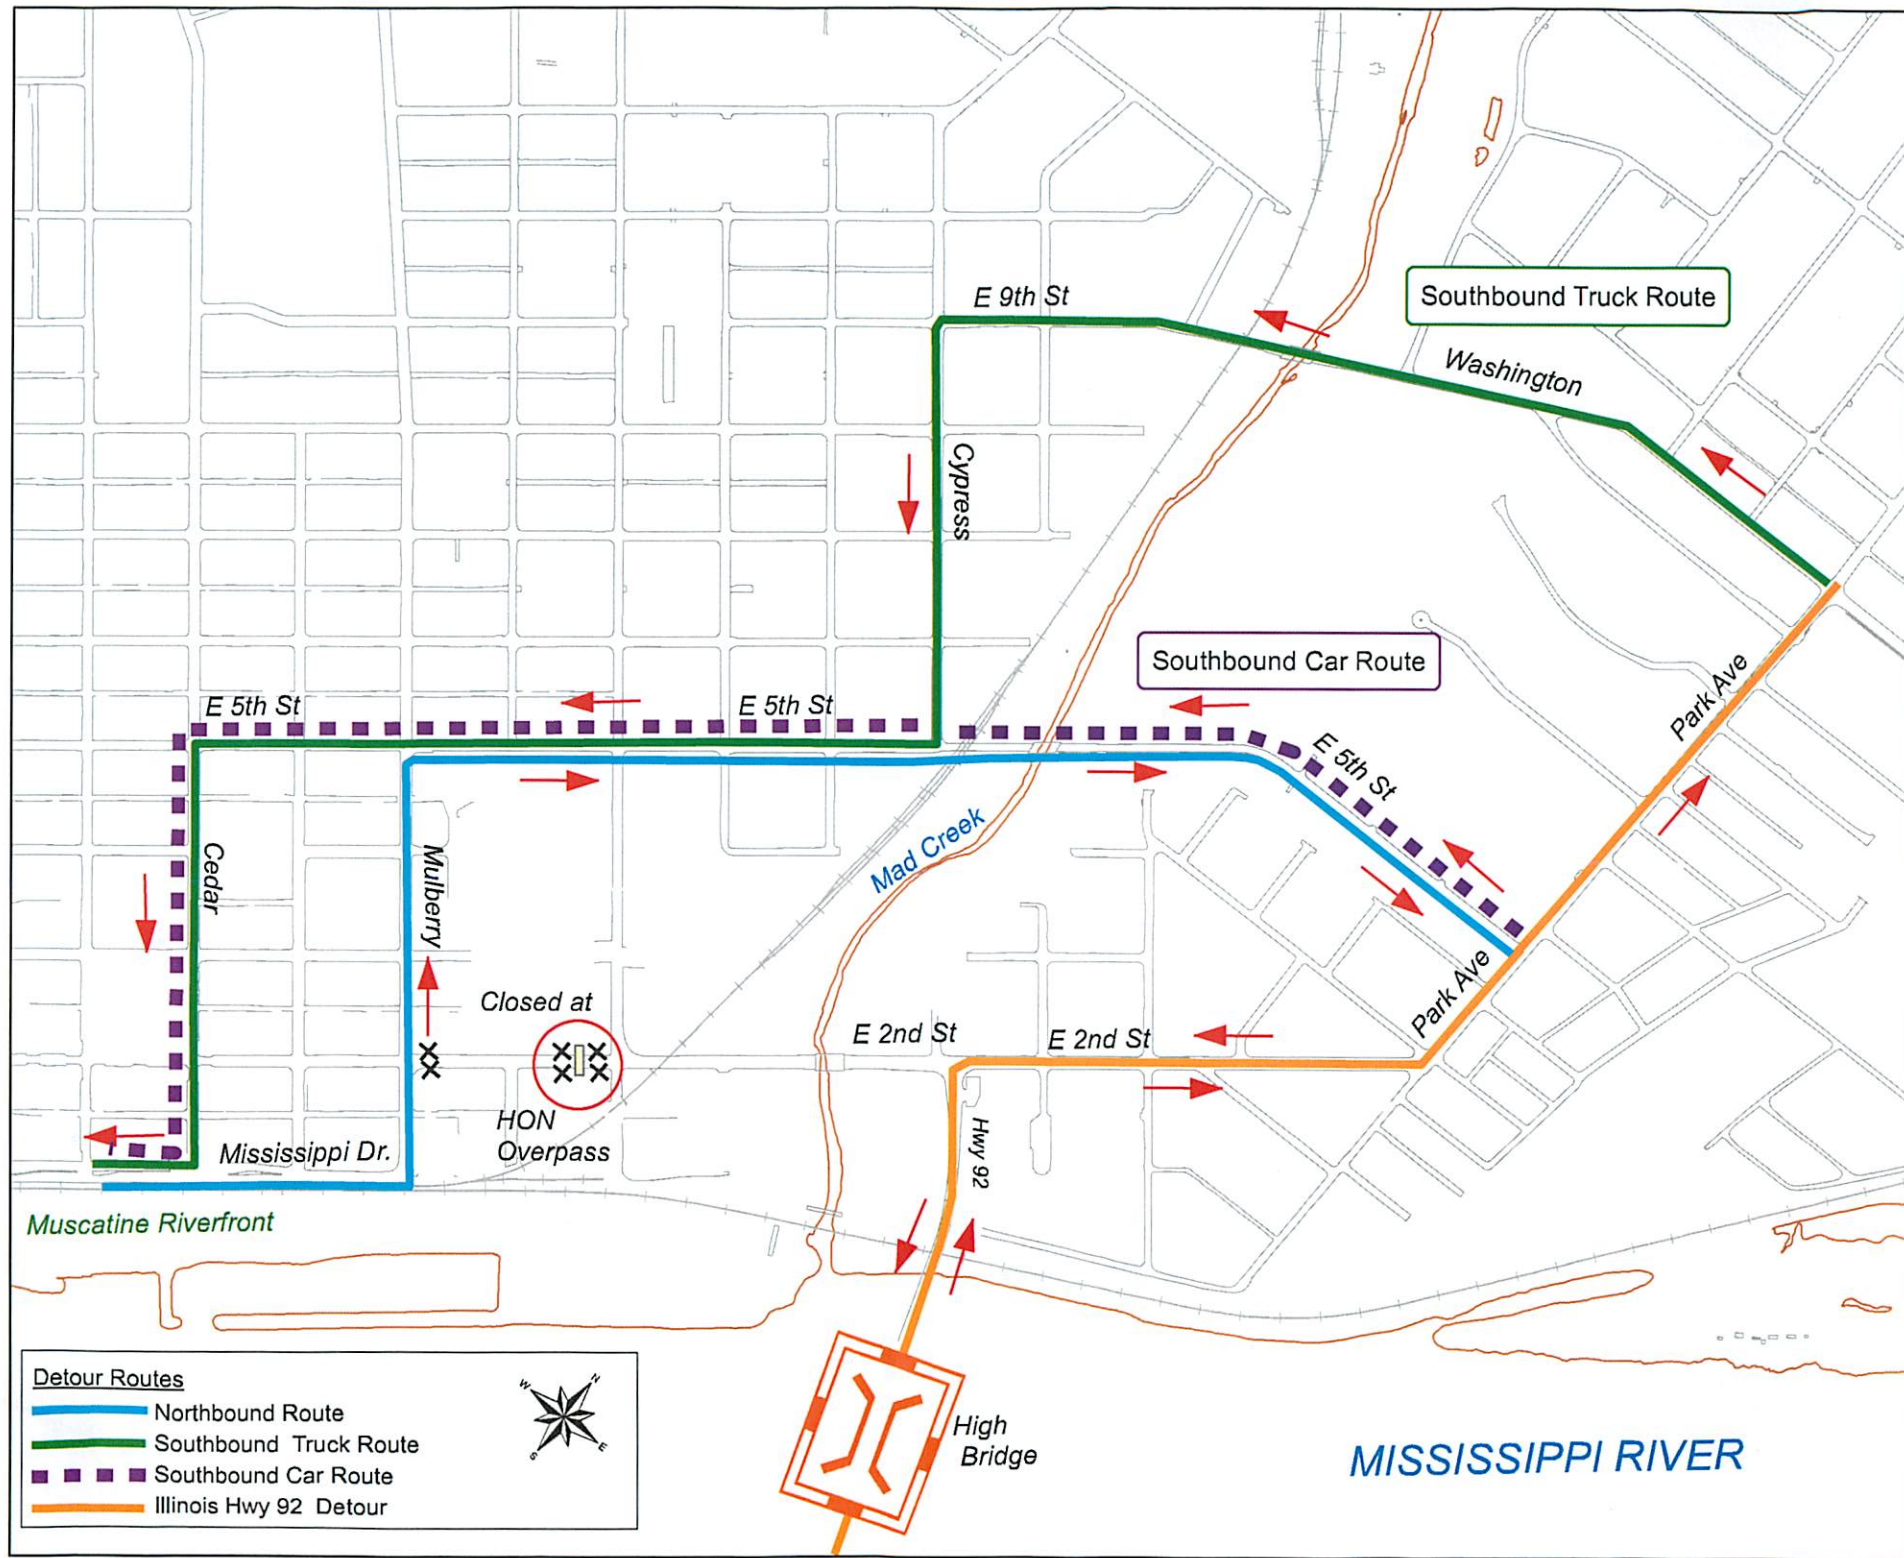 E 9th St
Southbound Truck Route
Washington
Cypress
Southbound Car Route
Park Ave
E 5th St
E 5th St
E 5th St
Cedar
Mulberry
Mad Creek
Park Ave
Closed at
E 2nd St
E 2nd St
HON
Overpass
Mississippi Dr.
Hwy 92
Muscatine Riverfront
Detour Routes
Northbound Route
Southbound Truck Route
Southbound Car Route
Illinois Hwy 92 Detour
W
N
S
E
High
Bridge
MISSISSIPPI RIVER